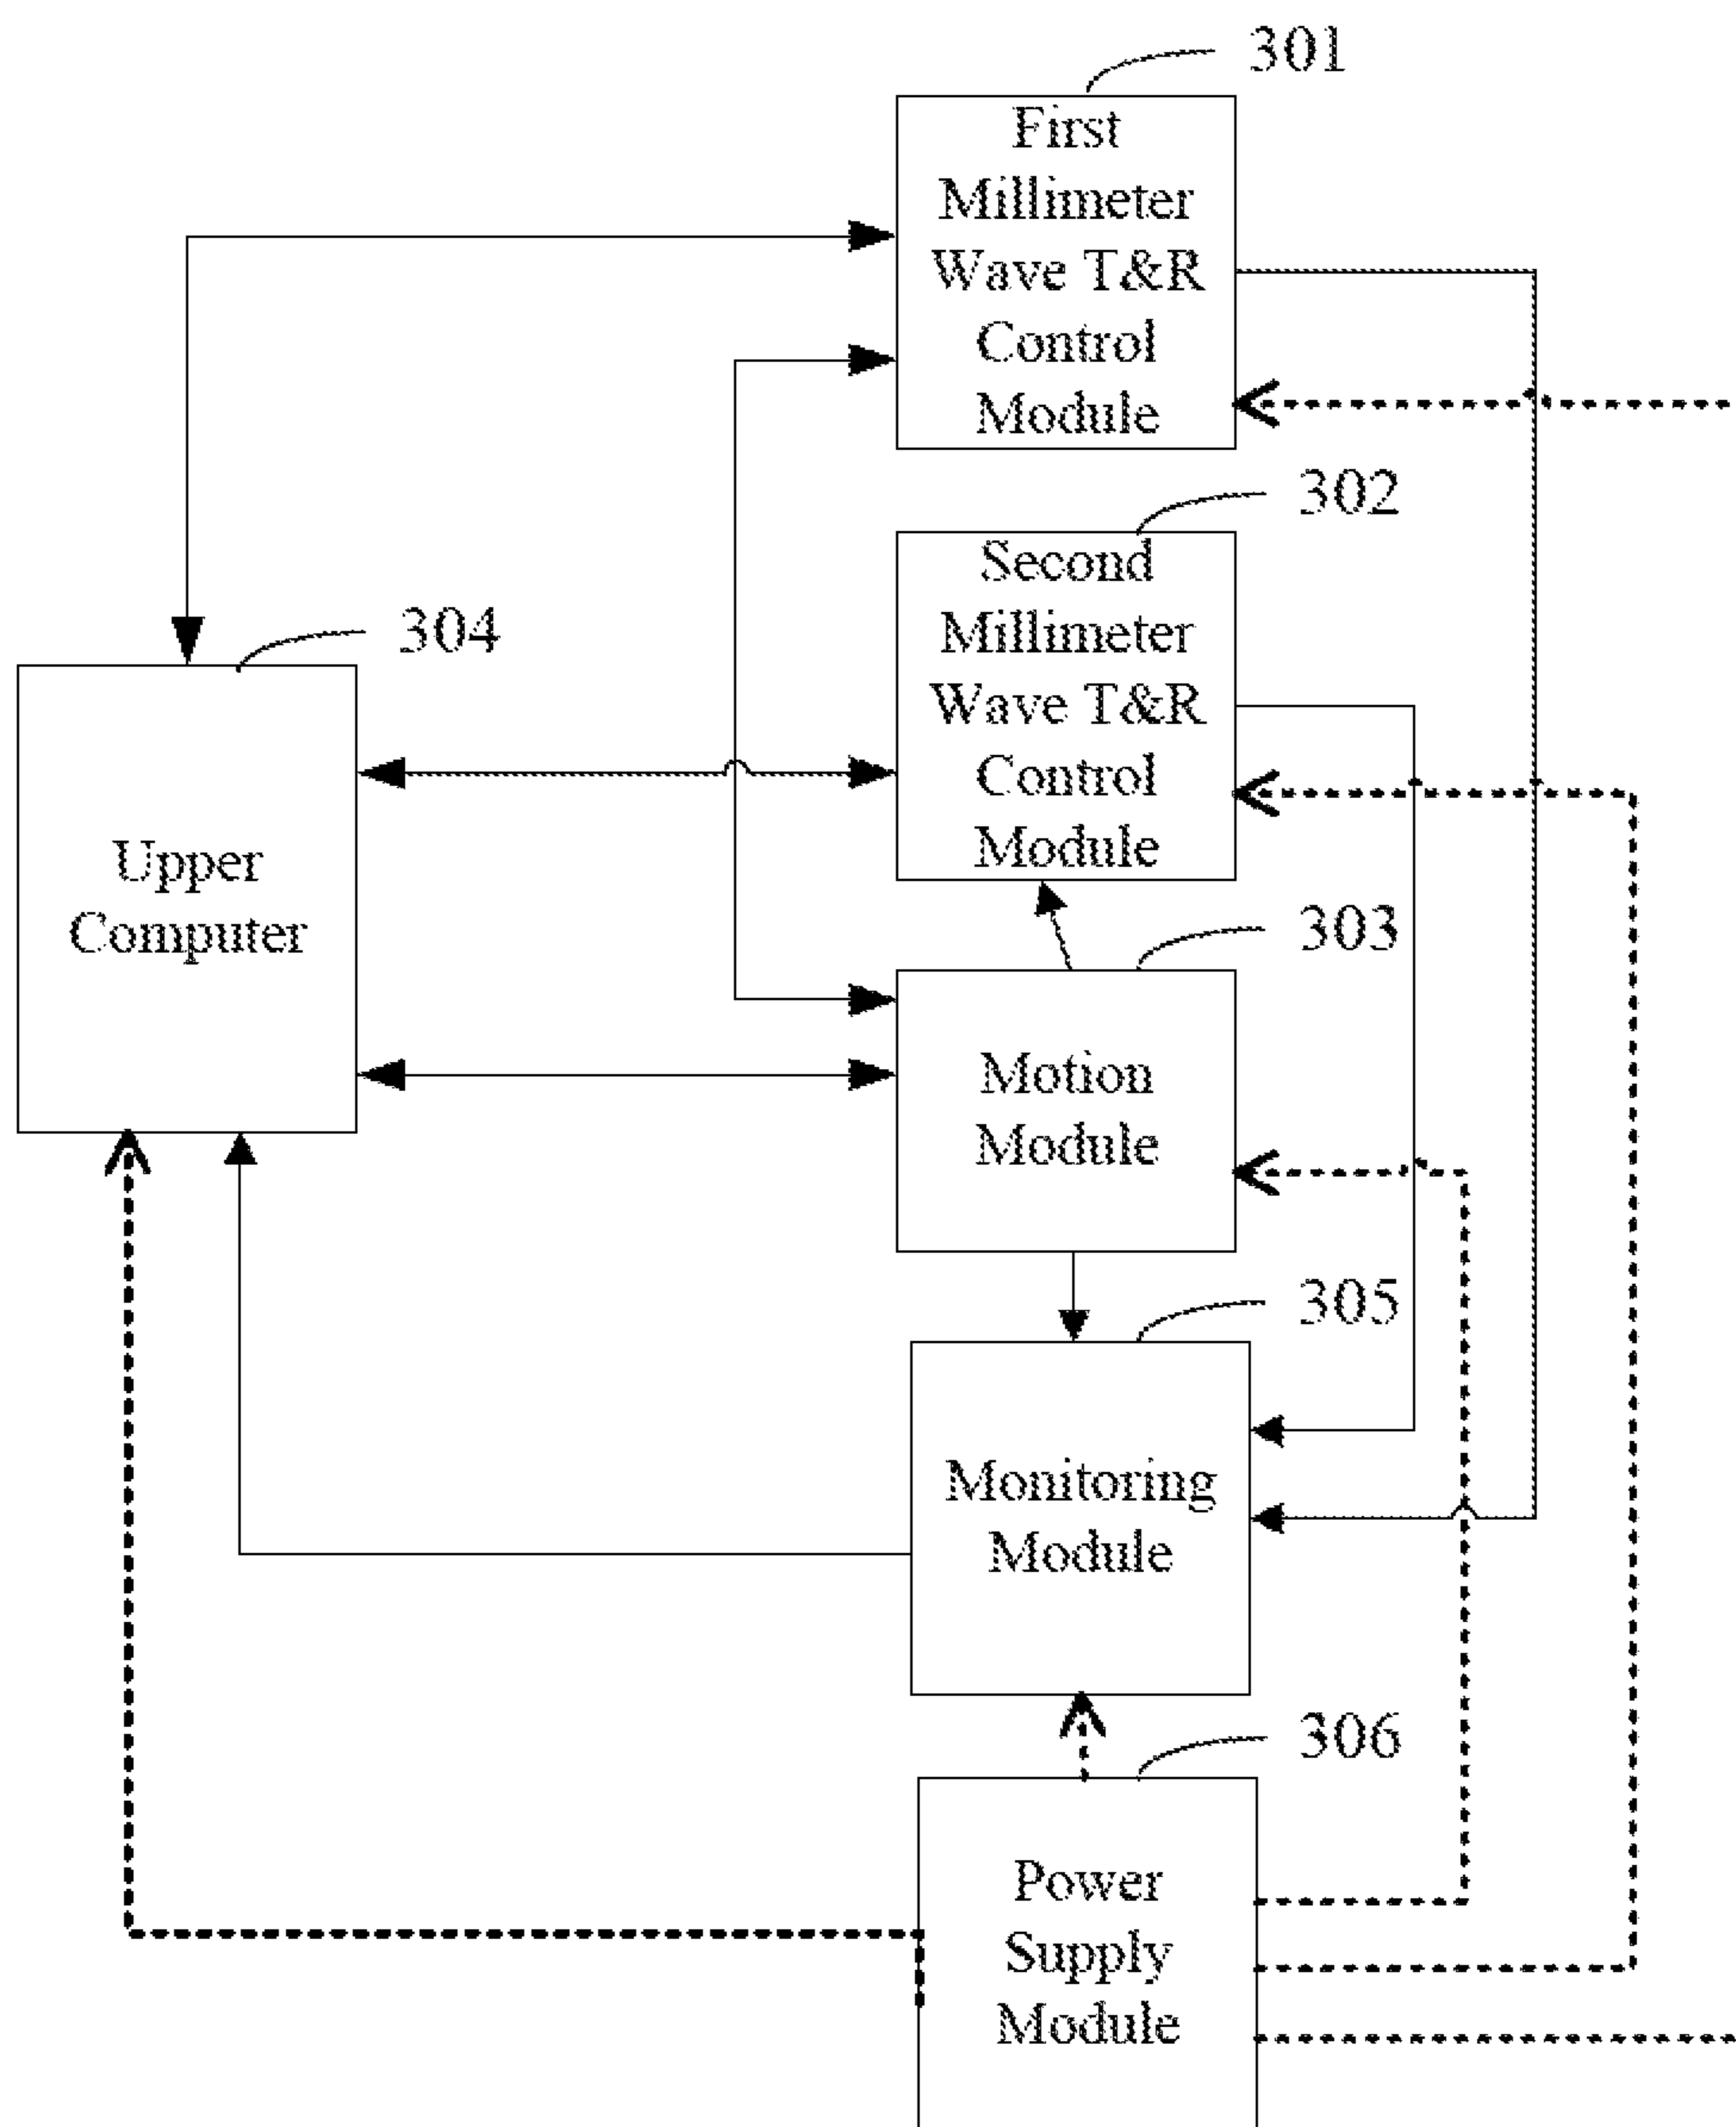 301
First
Millimeter
Wave T&R
Control
Module
302
Second
Millimeter
Wave T&R
Control
Module
304
Upper
Computer
303
Motion
Module
305
Monitoring
Module
306
Power
Supply
Module